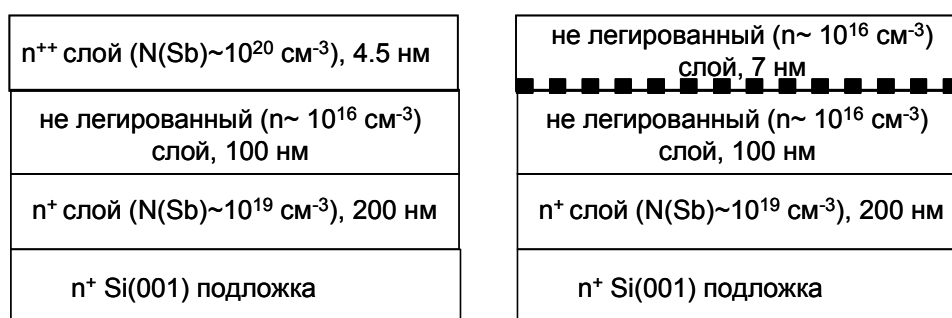 n++ слой (N(Sb)~10²⁰ см⁻³), 4.5 нм
не легированный (n~ 10¹⁶ см⁻³)
слой, 100 нм
n⁺ слой (N(Sb)~10¹⁹ см⁻³), 200 нм
n⁺ Si(001) подложка
не легированный (n~ 10¹⁶ см⁻³)
слой, 7 нм
не легированный (n~ 10¹⁶ см⁻³)
слой, 100 нм
n⁺ слой (N(Sb)~10¹⁹ см⁻³), 200 нм
n⁺ Si(001) подложка